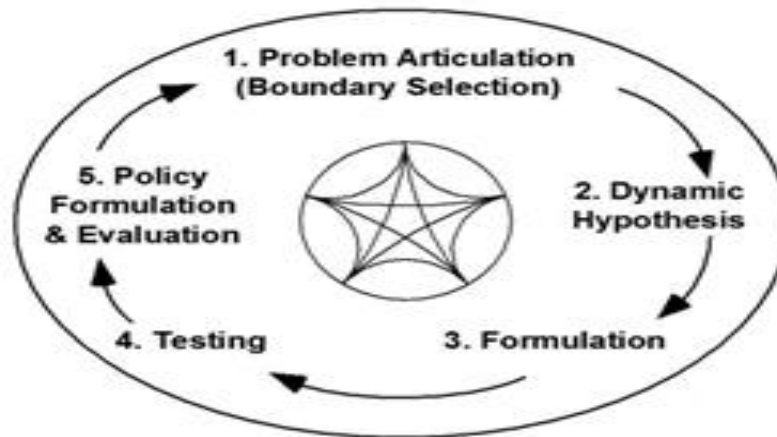 1. Problem Articulation
(Boundary Selection)
2. Dynamic
Hypothesis
3. Formulation
4. Testing
5. Policy
Formulation
& Evaluation